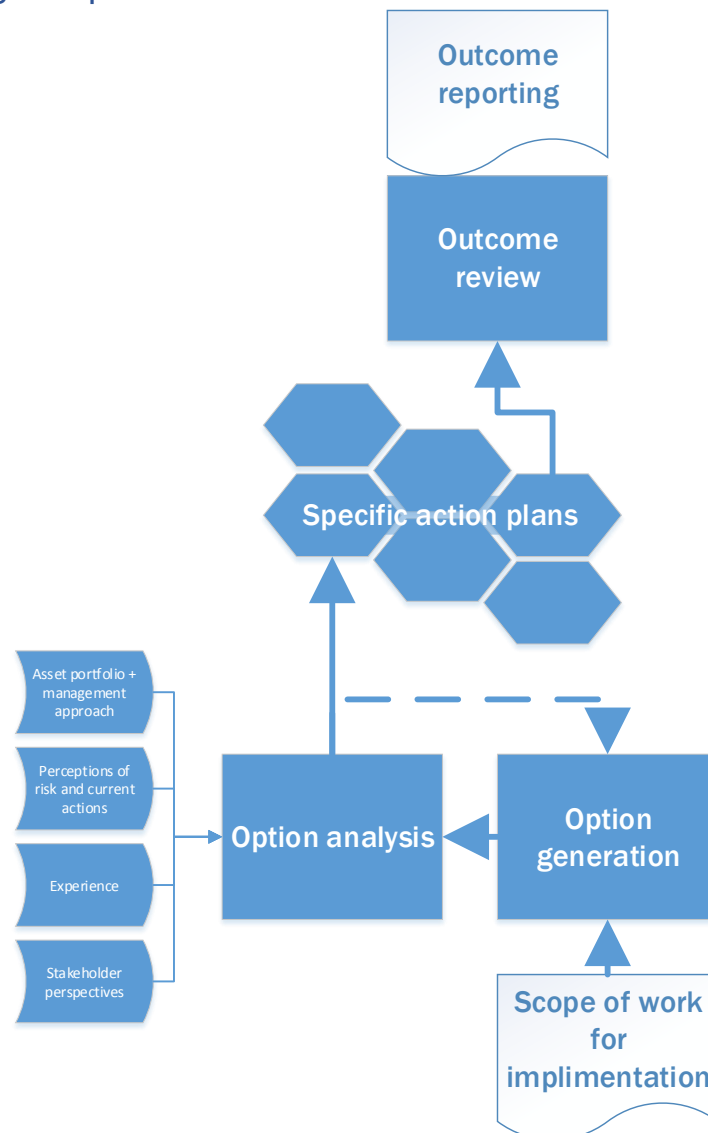 Outcome
reporting
Outcome
review
Specific action plans
Asset portfolio +
management
approach
Perceptions of
risk and current
actions
Experience
Stakeholder
perspectives
Option analysis
Option
generation
Scope of work
for
implimentation